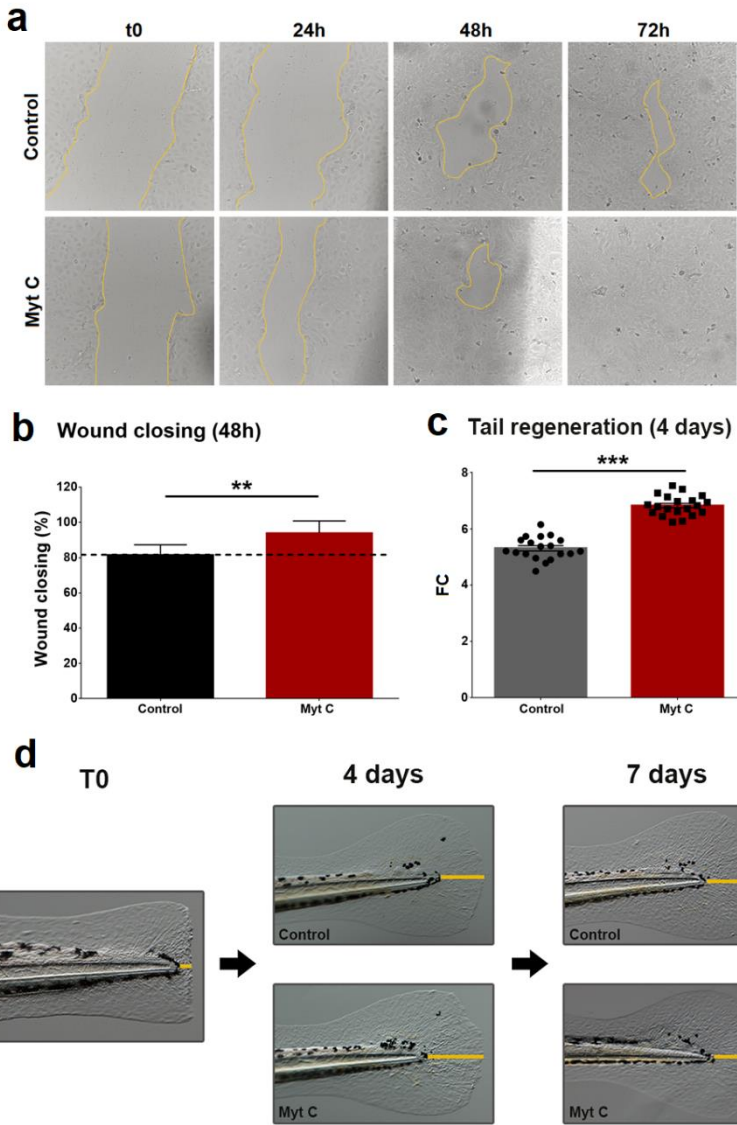 a
t0 24h 48h 72h
Control
Myt C
b Wound closing (48h)
**
120
100
80
60
40
20
0
Wound closing (%)
Control Myt C
c Tail regeneration (4 days)
***
8
6
4
2
0
FC
Control Myt C
d
T0 4 days 7 days
Control Control
Myt C Myt C